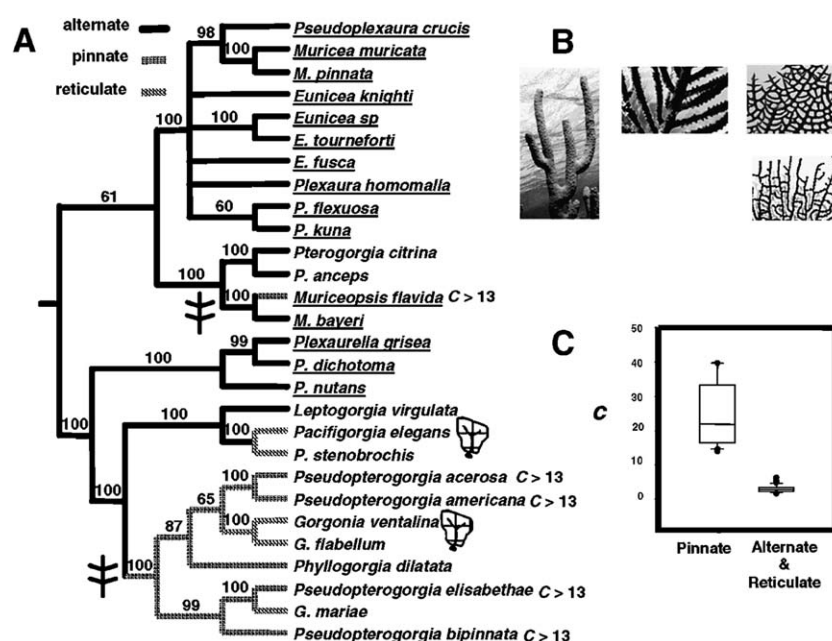 A
alternate
pinnate
reticulate
98
Pseudoplexaura crucis
100
Muricea muricata
M. pinnata
Eunicea knighti
100
100
Eunicea sp
E. tourneforti
E. fusca
Plexaura homomalla
61
60
P. flexuosa
P. kuna
100
100
Pterogorgia citrina
P. anceps
100
Muriceopsis flavida C > 13
M. bayeri
99
Plexaurella grisea
100
P. dichotoma
P. nutans
100
100
Leptogorgia virgulata
100
Pacifigorgia elegans
P. stenobrochis
100
100
Pseudopterogorgia acerosa C > 13
65
Pseudopterogorgia americana C > 13
87
100
Gorgonia ventalina
G. flabellum
100
Phyllogorgia dilatata
100
Pseudopterogorgia elisabethae C > 13
99
G. mariae
Pseudopterogorgia bipinnata C > 13
B
C
50
40
30
20
10
0
c
Pinnate
Alternate
&
Reticulate